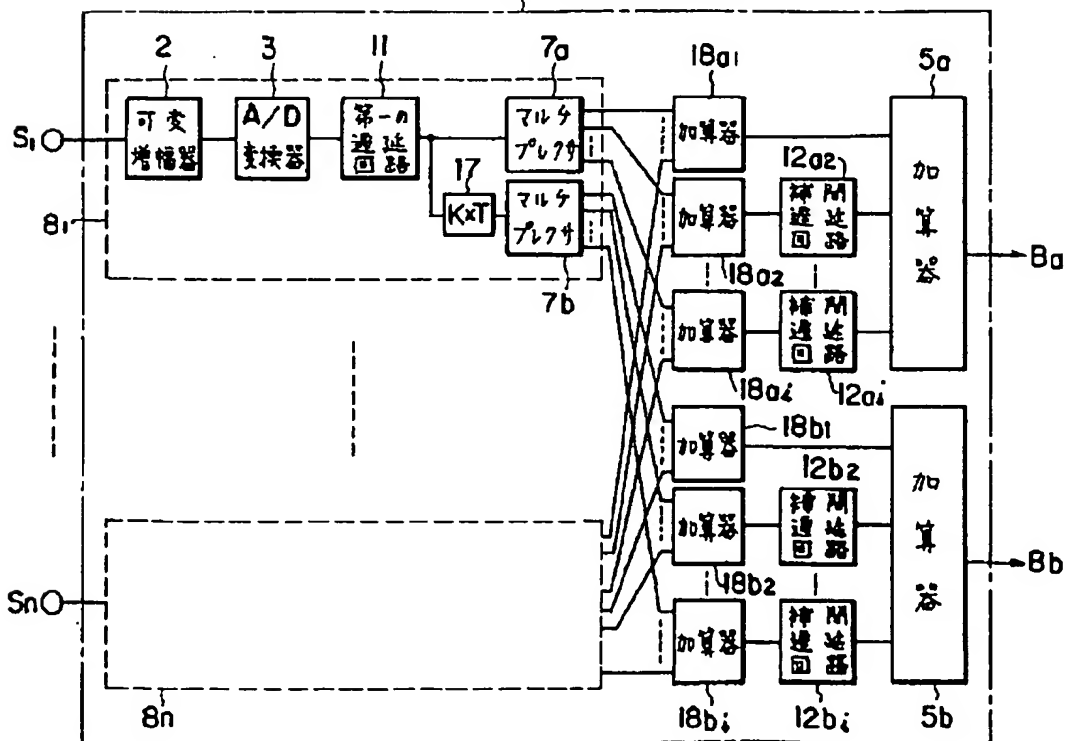 2
3
11
7a
18a1
5a
S1
可変
増幅器
A/D
変換器
第一の
遅延
回路
マルチ
プレクサ
加算器
加算器
12a2
17
K×T
マルチ
プレクサ
加算器
補間
遅延
回路
81
7b
18a2
Ba
加算器
補間
遅延
回路
18ai
12ai
18b1
加算器
12b2
加算器
加算器
補間
遅延
回路
Bb
Sn
18b2
加算器
補間
遅延
回路
8n
18bi
12bi
5b